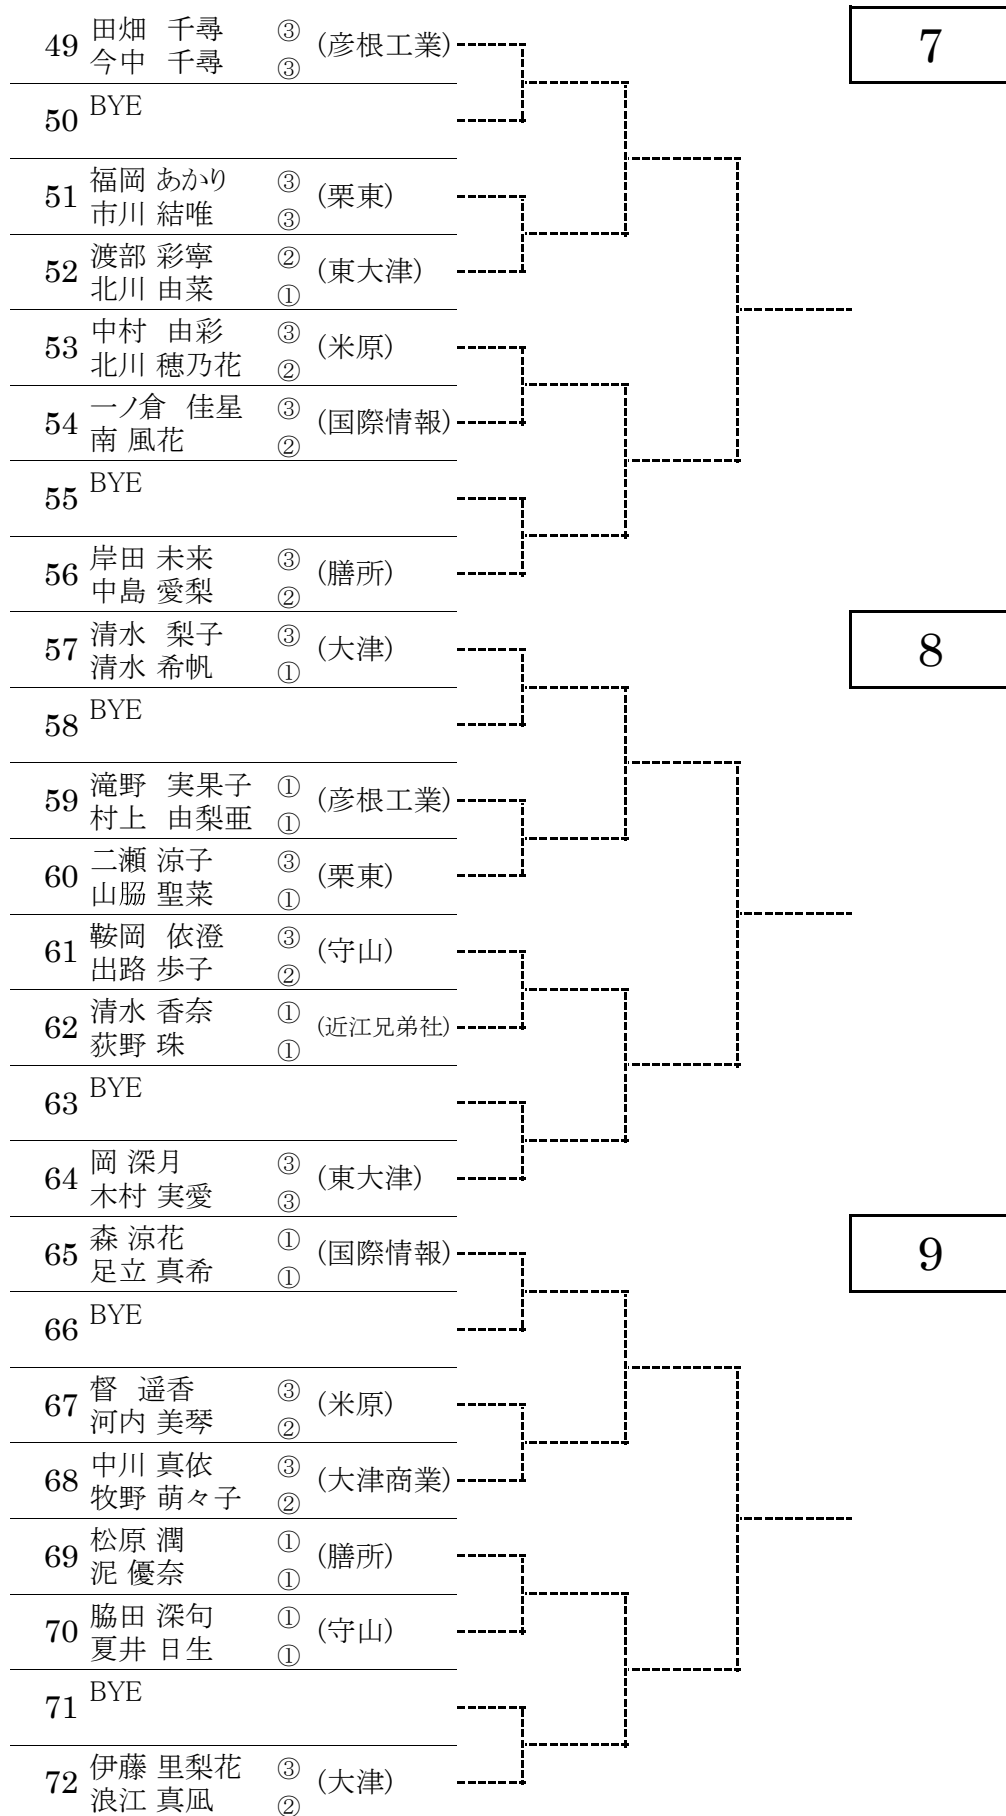 7
49 田畑 千尋 ③ (彦根工業)
今中 千尋 ③
50 BYE
51 福岡 あかり ③ (栗東)
市川 結唯 ③
52 渡部 彩寧 ② (東大津)
北川 由菜 ①
53 中村 由彩 ③ (米原)
北川 穂乃花 ②
54 一ノ倉 佳星 ③ (国際情報)
南 風花 ②
55 BYE
56 岸田 未来 ③ (膳所)
中島 愛梨 ②
8
57 清水 梨子 ③ (大津)
清水 希帆 ①
58 BYE
59 滝野 実果子 ① (彦根工業)
村上 由梨亜 ①
60 二瀬 涼子 ③ (栗東)
山脇 聖菜 ①
61 鞍岡 依澄 ③ (守山)
出路 歩子 ②
62 清水 香奈 ① (近江兄弟社)
荻野 珠 ①
63 BYE
64 岡 深月 ③ (東大津)
木村 実愛 ③
9
65 森 涼花 ① (国際情報)
足立 真希 ①
66 BYE
67 督 遥香 ③ (米原)
河内 美琴 ②
68 中川 真依 ③ (大津商業)
牧野 萌々子 ②
69 松原 潤 ① (膳所)
泥 優奈 ①
70 脇田 深句 ① (守山)
夏井 日生 ①
71 BYE
72 伊藤 里梨花 ③ (大津)
浪江 真凪 ②